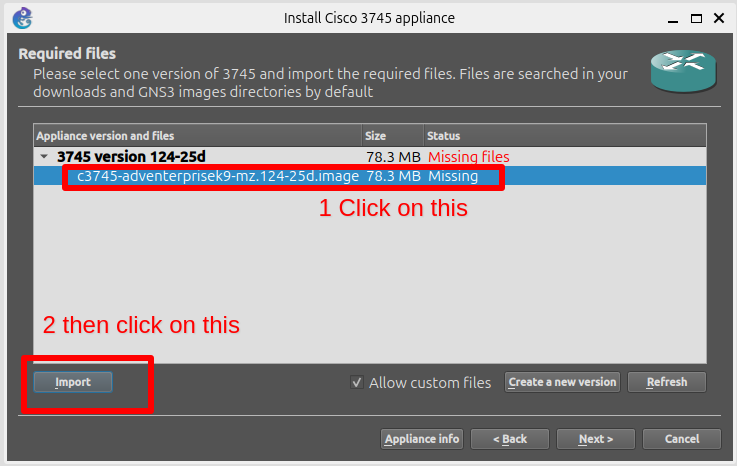 Install Cisco 3745 appliance
Required files
Please select one version of 3745 and import the required files. Files are searched in your
downloads and GNS3 images directories by default
Appliance version and files Size Status
3745 version 124-25d 78.3 MB Missing files
c3745-adventerprisek9-mz.124-25d.image 78.3 MB Missing
1 Click on this
2 then click on this
Import Allow custom files Create a new version Refresh
Appliance info < Back Next > Cancel